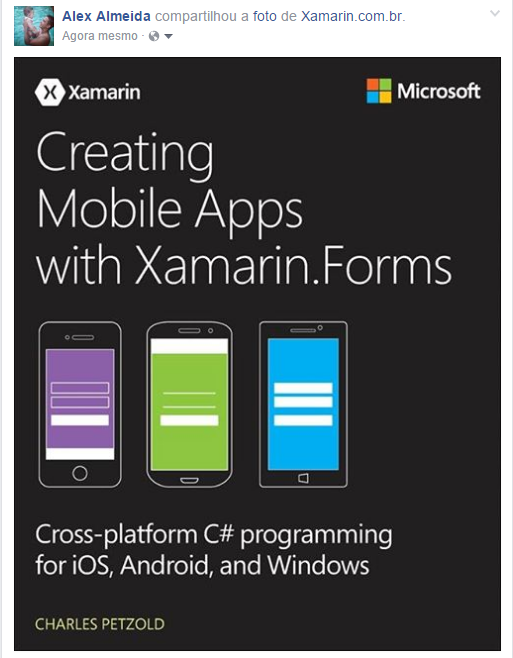 Alex Almeida compartilhou a foto de Xamarin.com.br.
Agora mesmo ·
Xamarin
Microsoft
Creating
Mobile Apps
with Xamarin.Forms
Cross-platform C# programming
for iOS, Android, and Windows
CHARLES PETZOLD